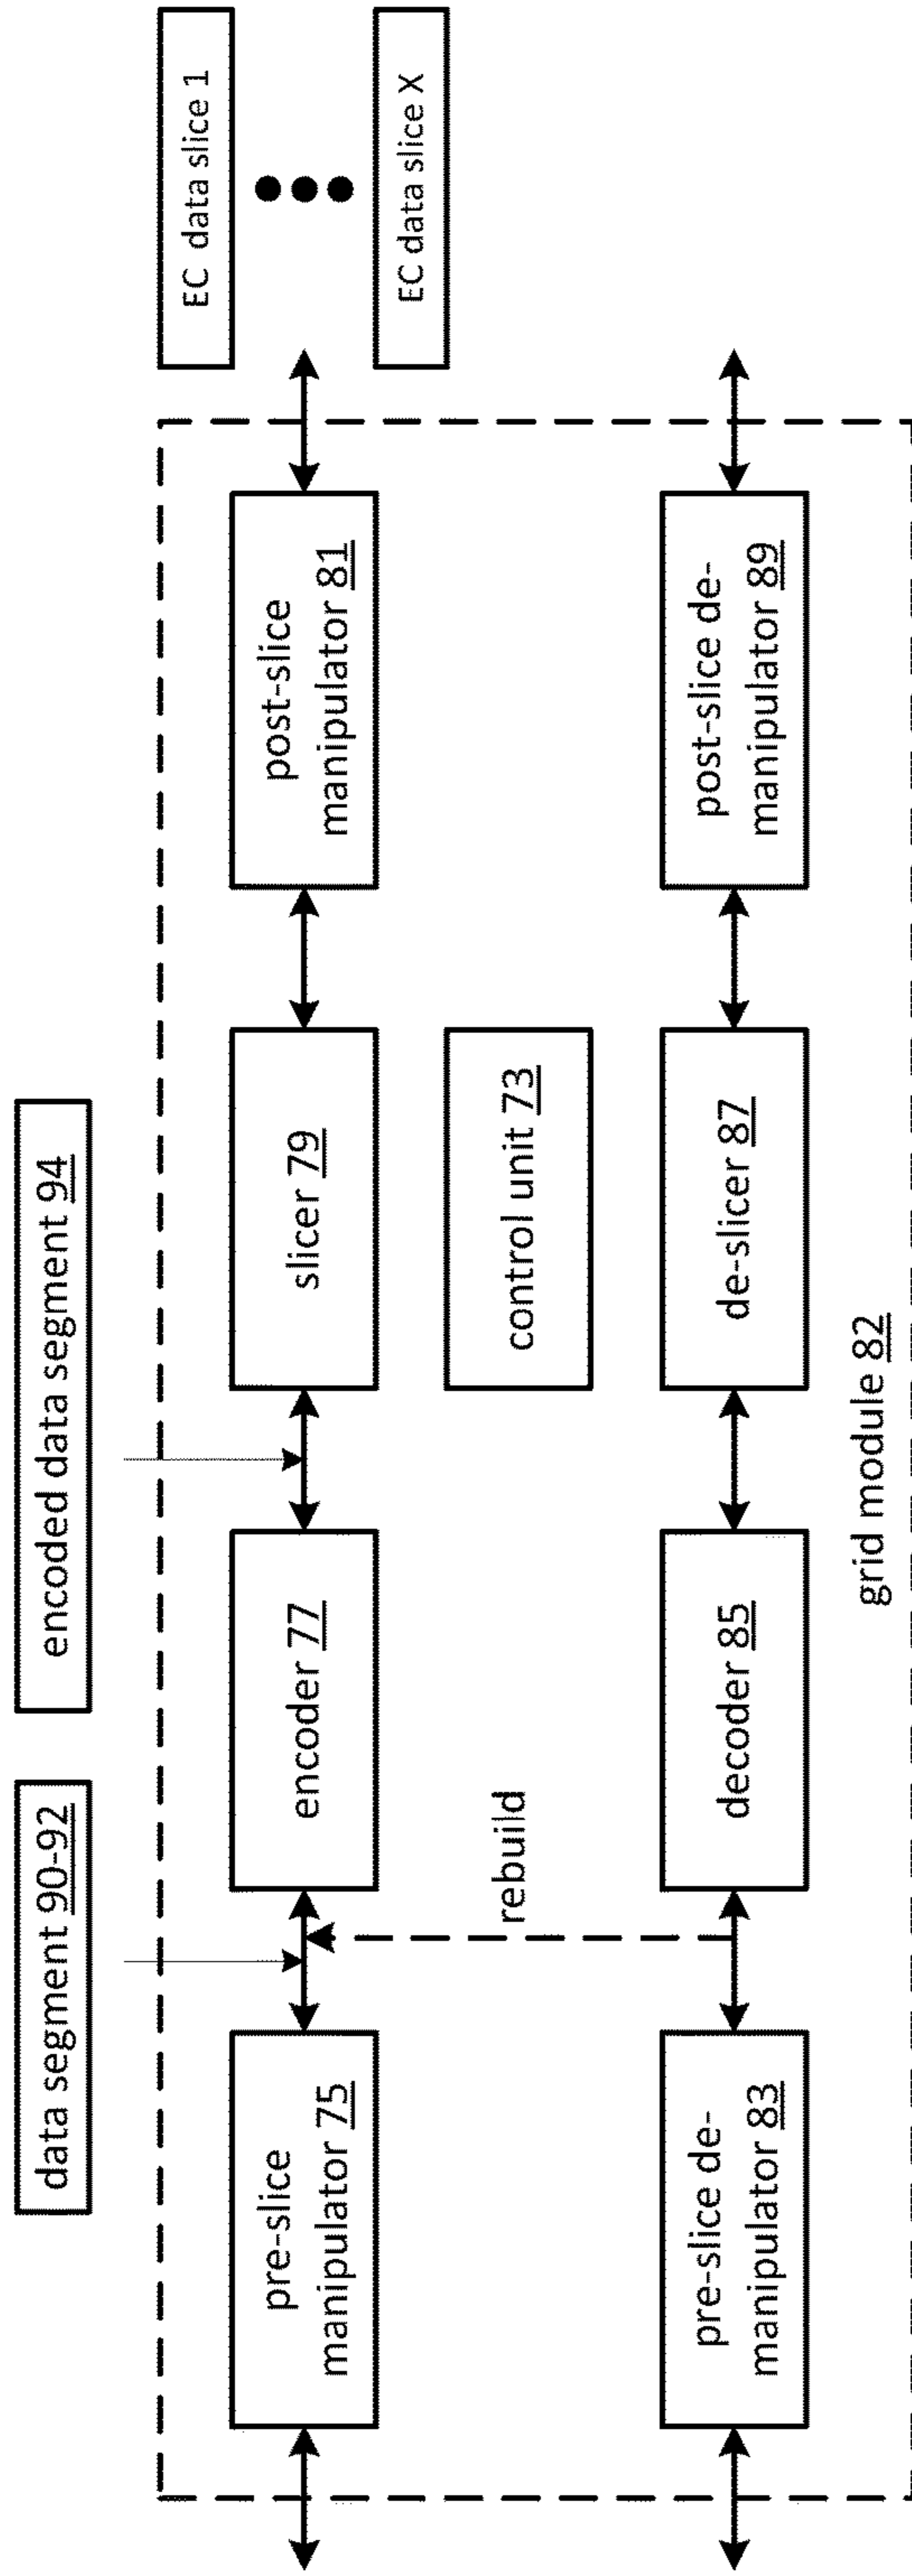 data segment 90-92
encoded data segment 94
EC data slice 1
EC data slice X
pre-slice
manipulator 75
encoder 77
slicer 79
post-slice
manipulator 81
rebuild
control unit 73
pre-slice de-
manipulator 83
decoder 85
de-slicer 87
post-slice de-
manipulator 89
grid module 82